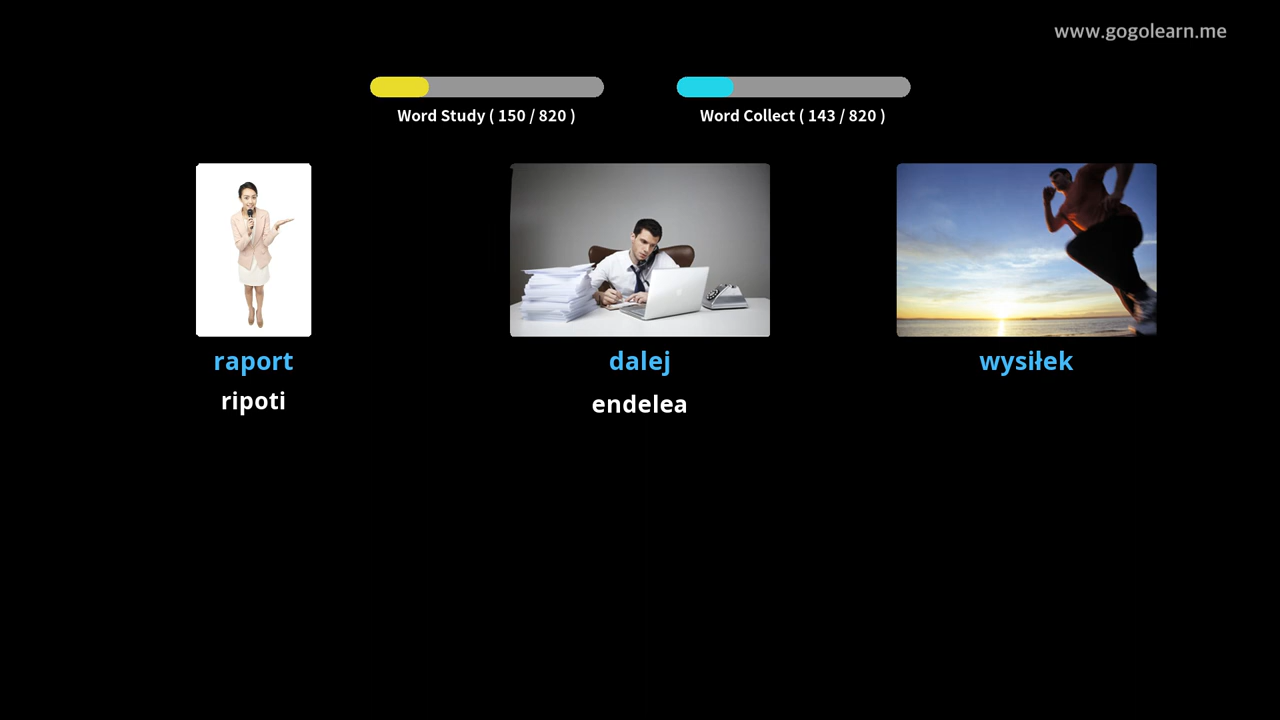 www.gogolearn.me
Word Study ( 150 / 820 )
Word Collect ( 143 / 820 )
raport
dalej
wysiłek
ripoti
endelea